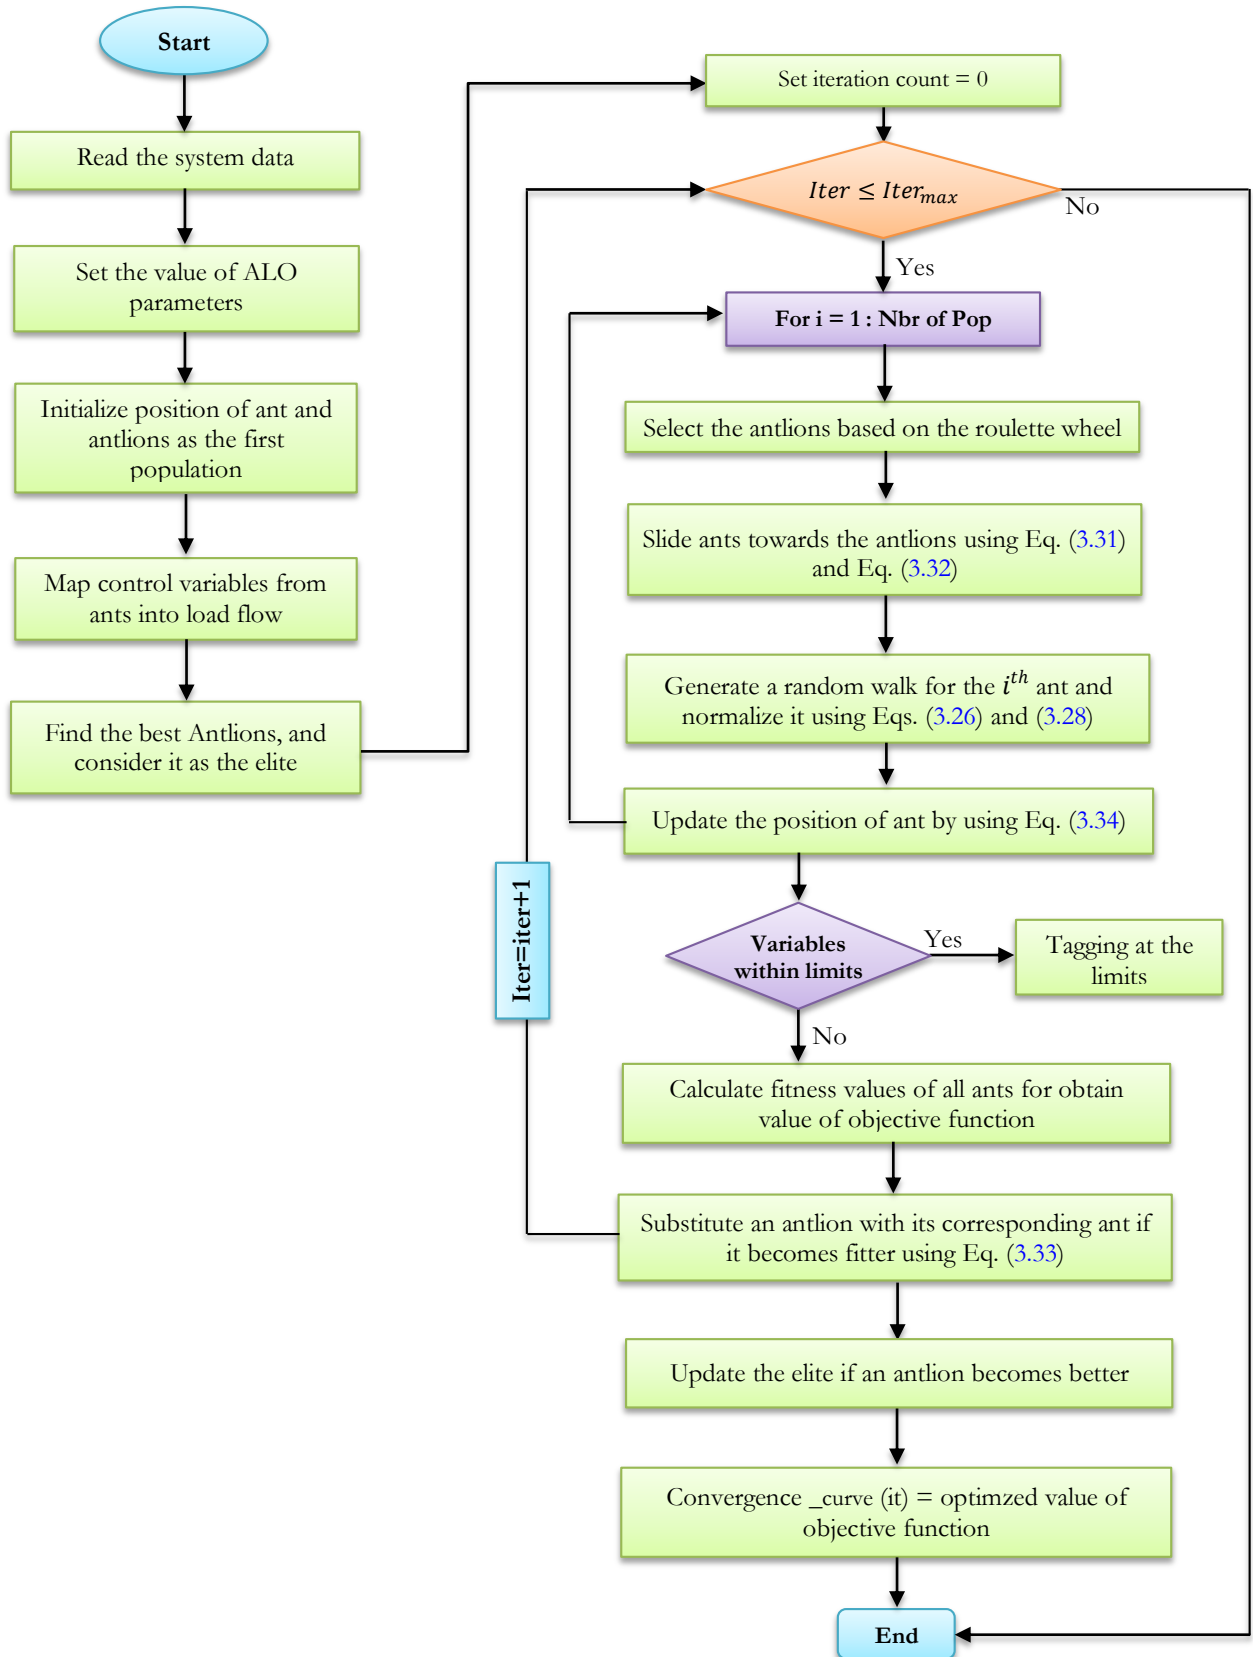 Start
Read the system data
Set the value of ALO
parameters
Initialize position of ant and
antlions as the first
population
Map control variables from
ants into load flow
Find the best Antlions, and
consider it as the elite
Set iteration count = 0
Iter ≤ Iter_max
No
Yes
For i = 1 : Nbr of Pop
Select the antlions based on the roulette wheel
Slide ants towards the antlions using Eq. (3.31)
and Eq. (3.32)
Generate a random walk for the i^th ant and
normalize it using Eqs. (3.26) and (3.28)
Update the position of ant by using Eq. (3.34)
Iter=iter+1
Variables
within limits
Yes
Tagging at the
limits
No
Calculate fitness values of all ants for obtain
value of objective function
Substitute an antlion with its corresponding ant if
it becomes fitter using Eq. (3.33)
Update the elite if an antlion becomes better
Convergence _curve (it) = optimzed value of
objective function
End